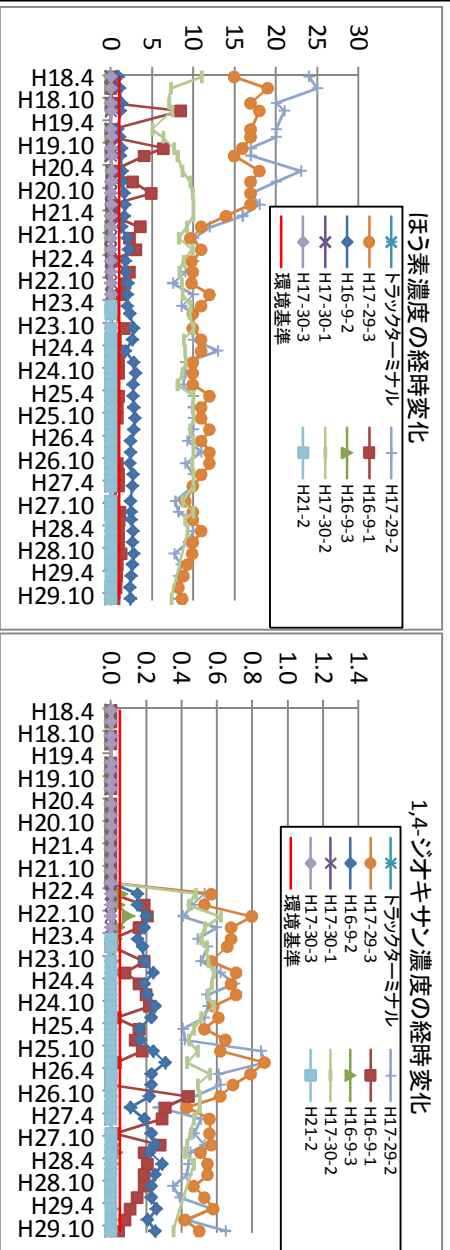 ほう素濃度の経時変化
トラックターミナル
H17-29-2
H17-29-3
H16-9-1
H16-9-2
H16-9-3
H17-30-1
H17-30-2
H17-30-3
H21-2
環境基準
30
25
20
15
10
5
0
H18.4
H18.10
H19.4
H19.10
H20.4
H20.10
H21.4
H21.10
H22.4
H22.10
H23.4
H23.10
H24.4
H24.10
H25.4
H25.10
H26.4
H26.10
H27.4
H27.10
H28.4
H28.10
H29.4
H29.10
1,4-ジオキサン濃度の経時変化
トラックターミナル
H17-29-2
H17-29-3
H16-9-1
H16-9-2
H16-9-3
H17-30-1
H17-30-2
H17-30-3
H21-2
環境基準
1.4
1.2
1.0
0.8
0.6
0.4
0.2
0.0
H18.4
H18.10
H19.4
H19.10
H20.4
H20.10
H21.4
H21.10
H22.4
H22.10
H23.4
H23.10
H24.4
H24.10
H25.4
H25.10
H26.4
H26.10
H27.4
H27.10
H28.4
H28.10
H29.4
H29.10